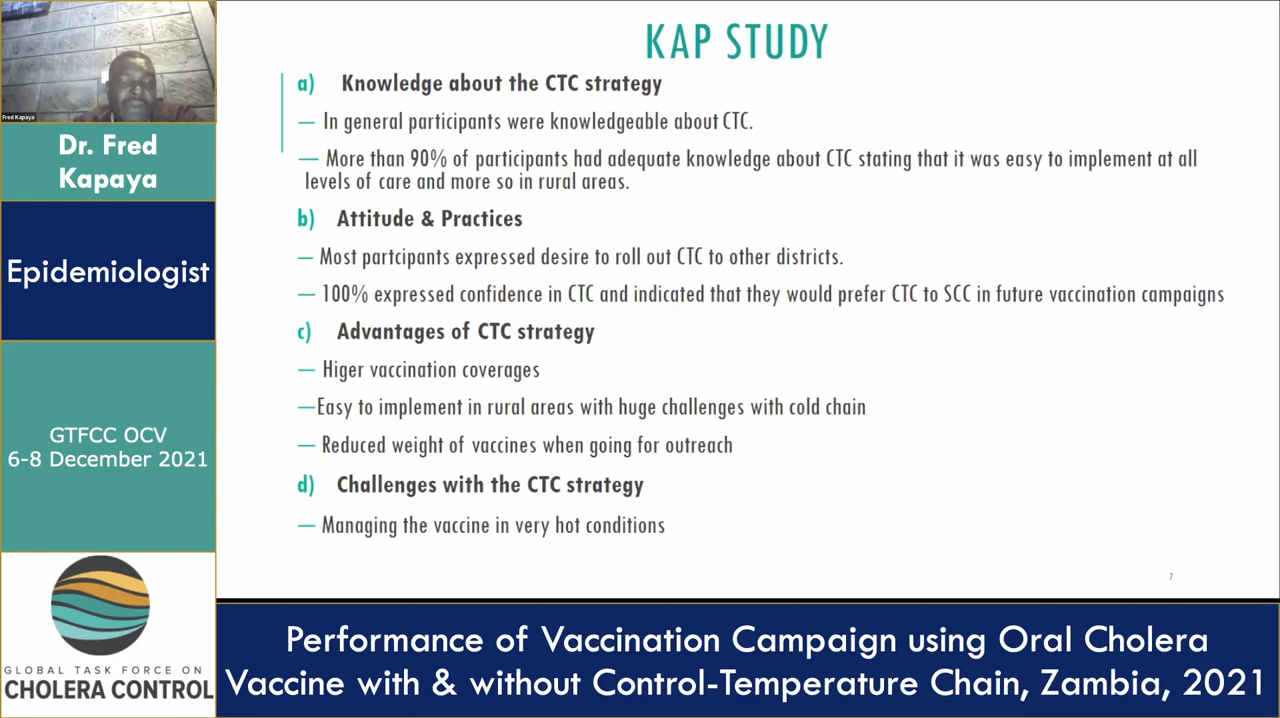 Fred Kapaya
Dr. Fred
Kapaya
Epidemiologist
GTFCC OCV
6-8 December 2021
GLOBAL TASK FORCE ON
CHOLERA CONTROL
KAP STUDY
a) Knowledge about the CTC strategy
— In general participants were knowledgeable about CTC.
— More than 90% of participants had adequate knowledge about CTC stating that it was easy to implement at all
levels of care and more so in rural areas.
b) Attitude & Practices
— Most partcipants expressed desire to roll out CTC to other districts.
— 100% expressed confidence in CTC and indicated that they would prefer CTC to SCC in future vaccination campaigns
c) Advantages of CTC strategy
— Higer vaccination coverages
—Easy to implement in rural areas with huge challenges with cold chain
— Reduced weight of vaccines when going for outreach
d) Challenges with the CTC strategy
— Managing the vaccine in very hot conditions
7
Performance of Vaccination Campaign using Oral Cholera
Vaccine with & without Control-Temperature Chain, Zambia, 2021